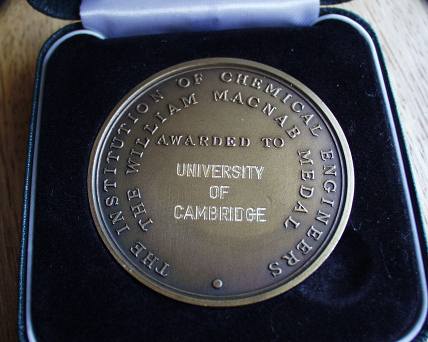 THE INSTITUTION OF CHEMICAL ENGINEERS
THE WILLIAM MACNAB MEDAL
AWARDED TO
UNIVERSITY
OF
CAMBRIDGE